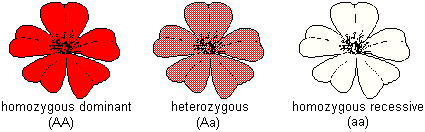 homozygous dominant
(AA)
heterozygous
(Aa)
homozygous recessive
(aa)